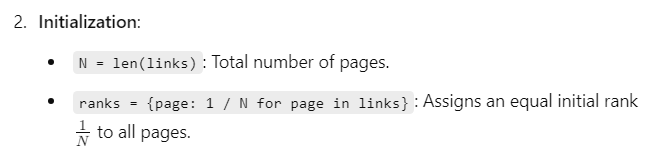 2. Initialization:
• N = len(links) : Total number of pages.
• ranks = {page: 1 / N for page in links} : Assigns an equal initial rank
1/N to all pages.